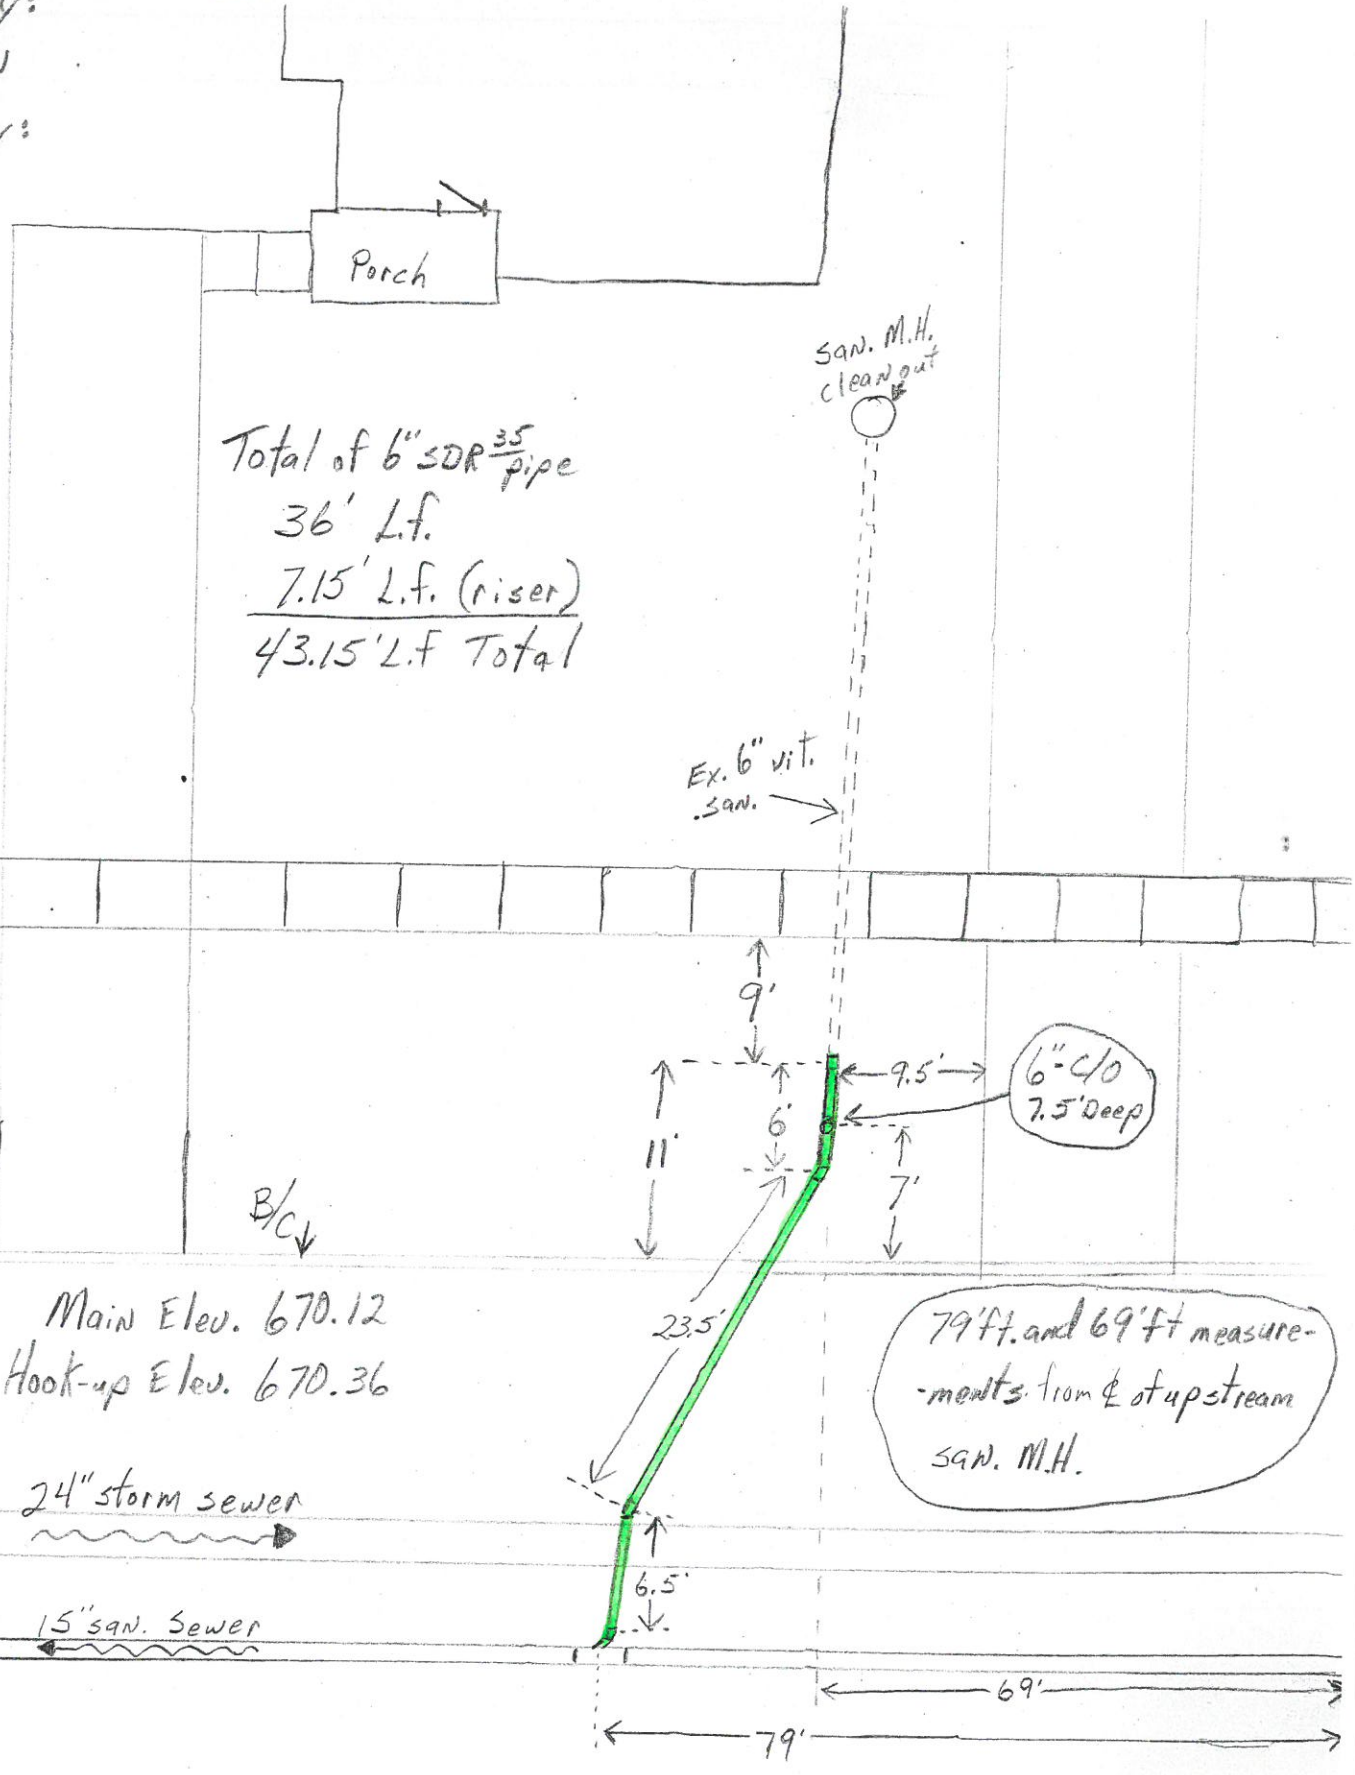 Porch
san. M.H.
cleanout
Total of 6" SDR 35
pipe
36' L.f.
7.15' L.f. (riser)
43.15' L.f Total
Ex. 6" vit.
san.
9'
9.5'
6"-C/O
7.5' Deep
6'
11'
7'
B/C
Main Elev. 670.12
Hook-up Elev. 670.36
23.5'
79'ft. and 69'ft measure-
-ments from ℄ of upstream
san. M.H.
24" storm sewer
6.5'
15" san. Sewer
69'
79'